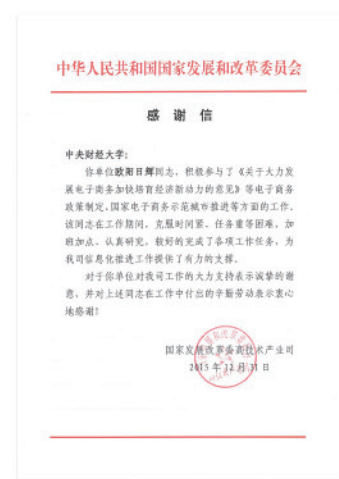 中华人民共和国国家发展和改革委员会
感谢信
中央财经大学：
你单位欧阳日辉同志，积极参与了《关于大力发
展电子商务加快培育经济新动力的意见》等电子商务
政策制定、国家电子商务示范城市推进等方面的工作。
该同志在工作期间，克服时间紧、任务重等困难，加
班加点、认真研究，较好的完成了各项工作任务，为
我司信息化推进工作提供了有力的支撑。
对于你单位对我司工作的大力支持表示诚挚的谢
意，并对上述同志在工作中付出的辛勤劳动表示衷心
地感谢！
国家发展改革委高技术产业司
2015年12月31日